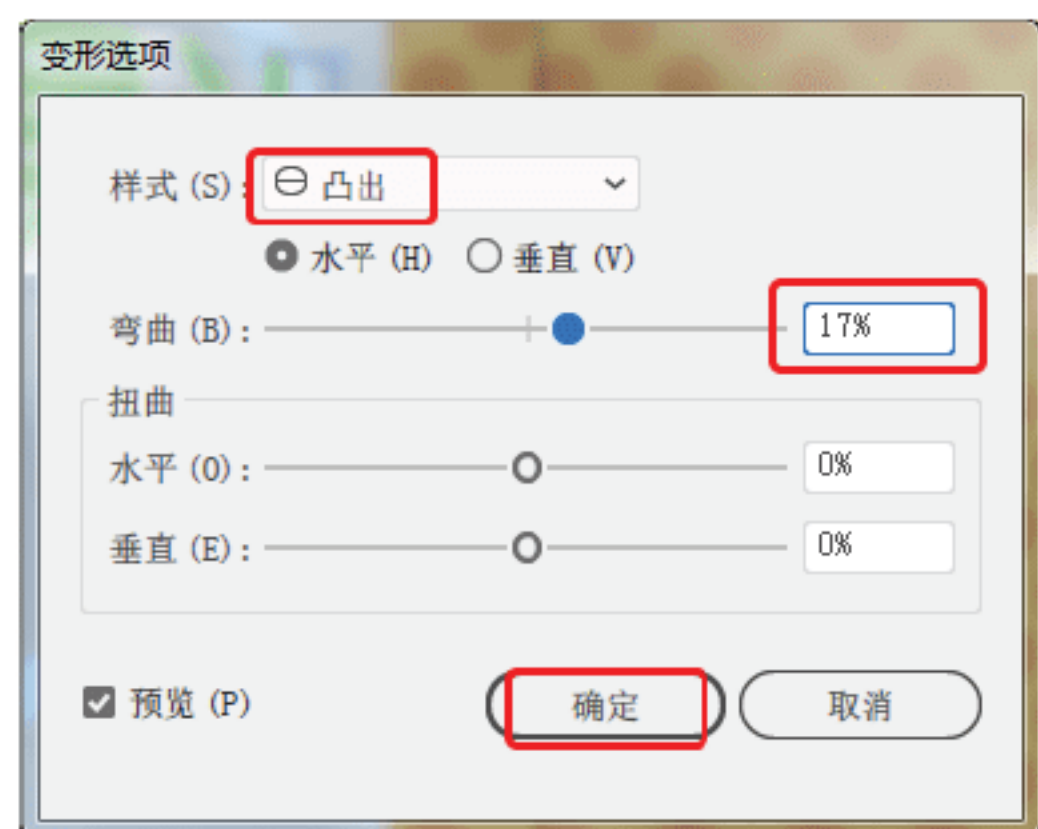 变形选项
样式 (S): 凸出
水平 (H) 垂直 (V)
弯曲 (B): 17%
扭曲
水平 (O): 0%
垂直 (E): 0%
预览 (P) 确定 取消